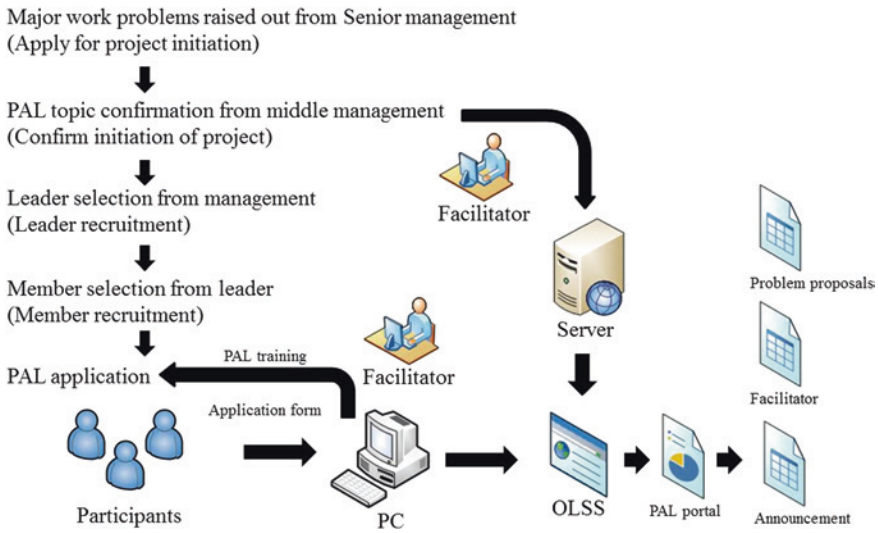 Major work problems raised out from Senior management
(Apply for project initiation)
PAL topic confirmation from middle management
(Confirm initiation of project)
Facilitator
Leader selection from management
(Leader recruitment)
Member selection from leader
(Member recruitment)
Server
Problem proposals
PAL training
PAL application
Facilitator
Facilitator
Application form
Participants
PC
OLSS
PAL portal
Announcement